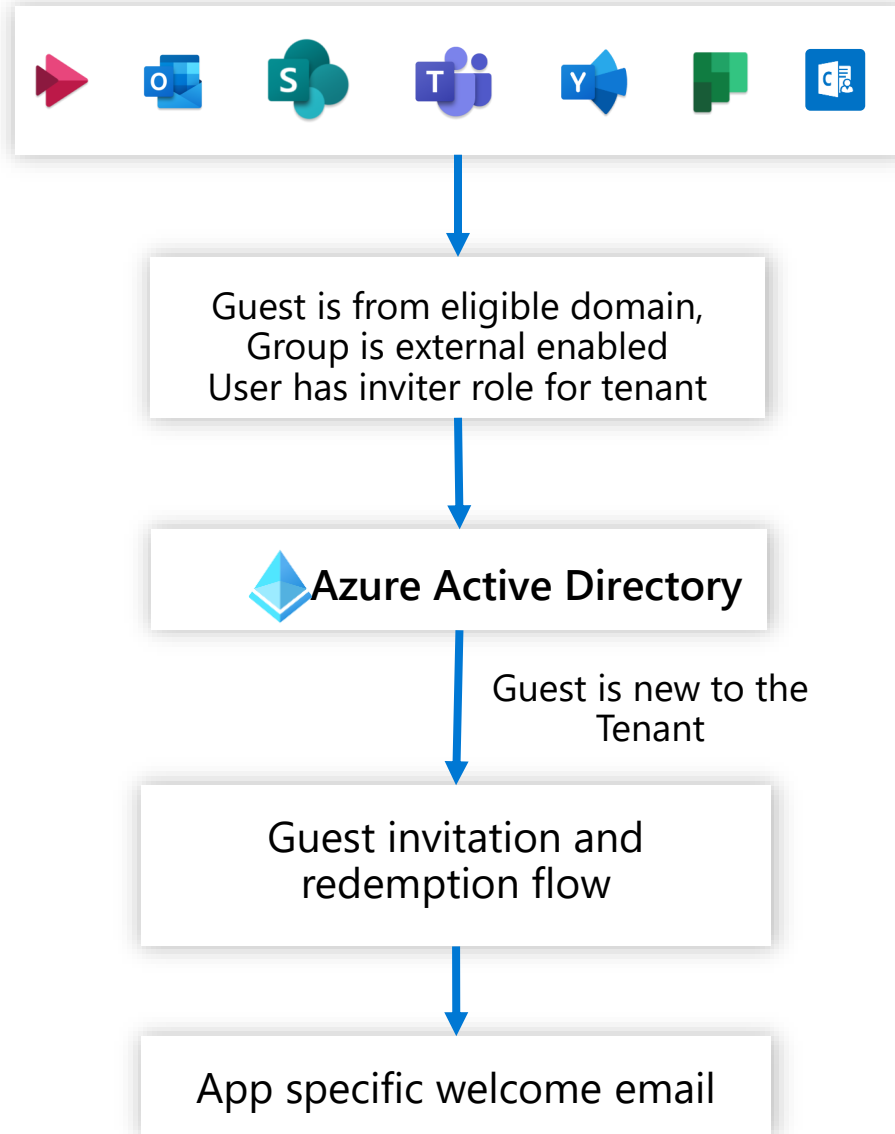 O
S
T
Y
C
Guest is from eligible domain,
Group is external enabled
User has inviter role for tenant
Azure Active Directory
Guest is new to the
Tenant
Guest invitation and
redemption flow
App specific welcome email